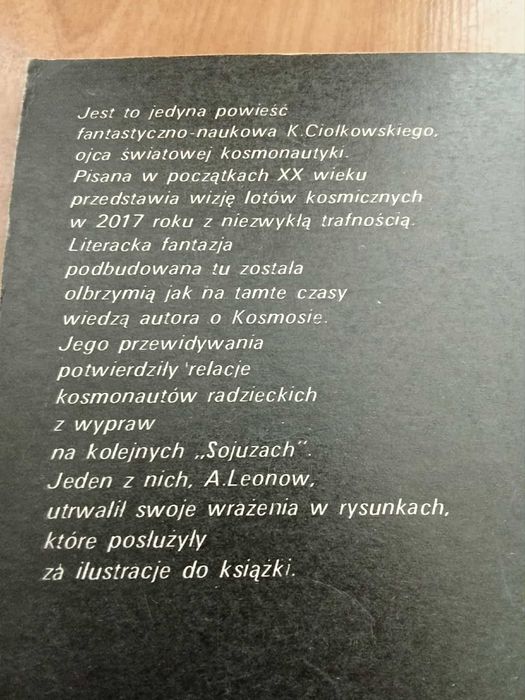 Jest to jedyna powieść
fantastyczno-naukowa K.Ciołkowskiego,
ojca światowej kosmonautyki.
Pisana w początkach XX wieku
przedstawia wizję lotów kosmicznych
w 2017 roku z niezwykłą trafnością.
Literacka fantazja
podbudowana tu została
olbrzymią jak na tamte czasy
wiedzą autora o Kosmosie.
Jego przewidywania
potwierdziły relacje
kosmonautów radzieckich
z wypraw
na kolejnych „Sojuzach".
Jeden z nich, A.Leonow,
utrwalił swoje wrażenia w rysunkach,
które posłużyły
za ilustracje do książki.